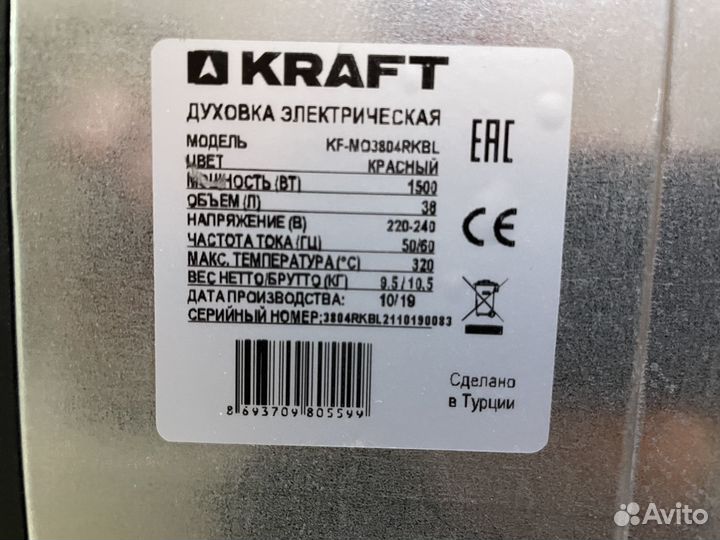 KRAFT
ДУХОВКА ЭЛЕКТРИЧЕСКАЯ
МОДЕЛЬ KF-MO3804RKBL
ЦВЕТ КРАСНЫЙ
МОЩНОСТЬ (ВТ) 1500
ОБЪЕМ (Л) 38
НАПРЯЖЕНИЕ (В) 220-240
ЧАСТОТА ТОКА (ГЦ) 50/60
МАКС. ТЕМПЕРАТУРА (°С) 320
ВЕС НЕТТО/БРУТТО (КГ) 9.5 / 10.5
ДАТА ПРОИЗВОДСТВА: 10/19
СЕРИЙНЫЙ НОМЕР: 3804RKBL2110190083
EAC
CE
8 693709 805599
Сделано
в Турции
Avito